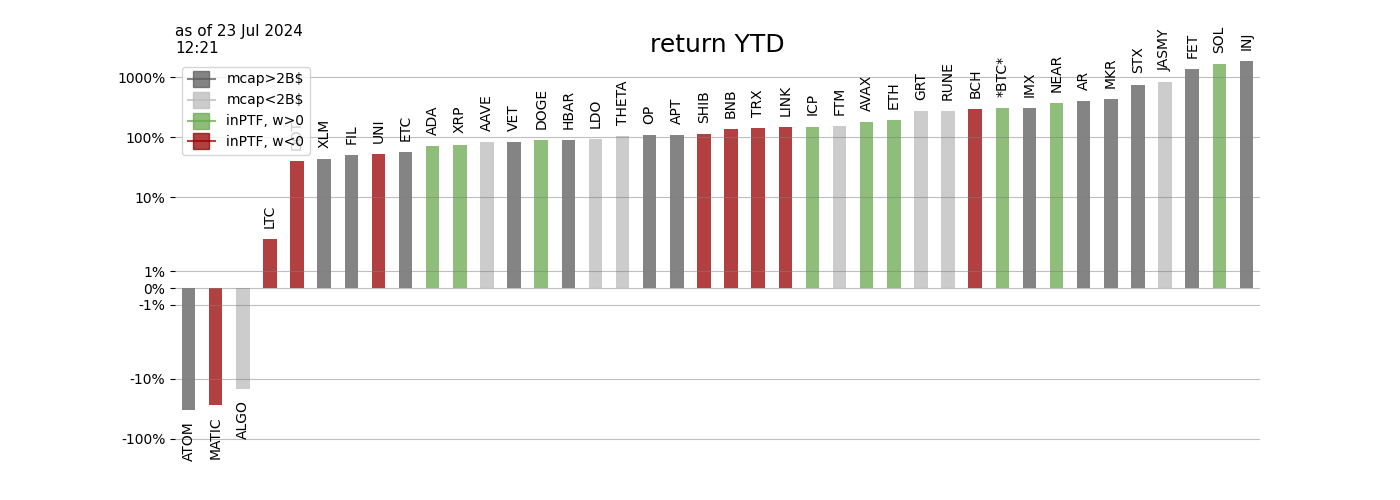 as of 23 Jul 2024
12:21
return YTD
mcap>2B$
mcap<2B$
inPTF, w>0
inPTF, w<0
1000%
100%
10%
1%
0%
-1%
-10%
-100%
ATOM
MATIC
ALGO
LTC
XLM
FIL
UNI
ETC
ADA
XRP
AAVE
VET
DOGE
HBAR
LDO
THETA
OP
APT
SHIB
BNB
TRX
LINK
ICP
FTM
AVAX
ETH
GRT
RUNE
BCH
*BTC*
IMX
NEAR
AR
MKR
STX
JASMY
FET
SOL
INJ